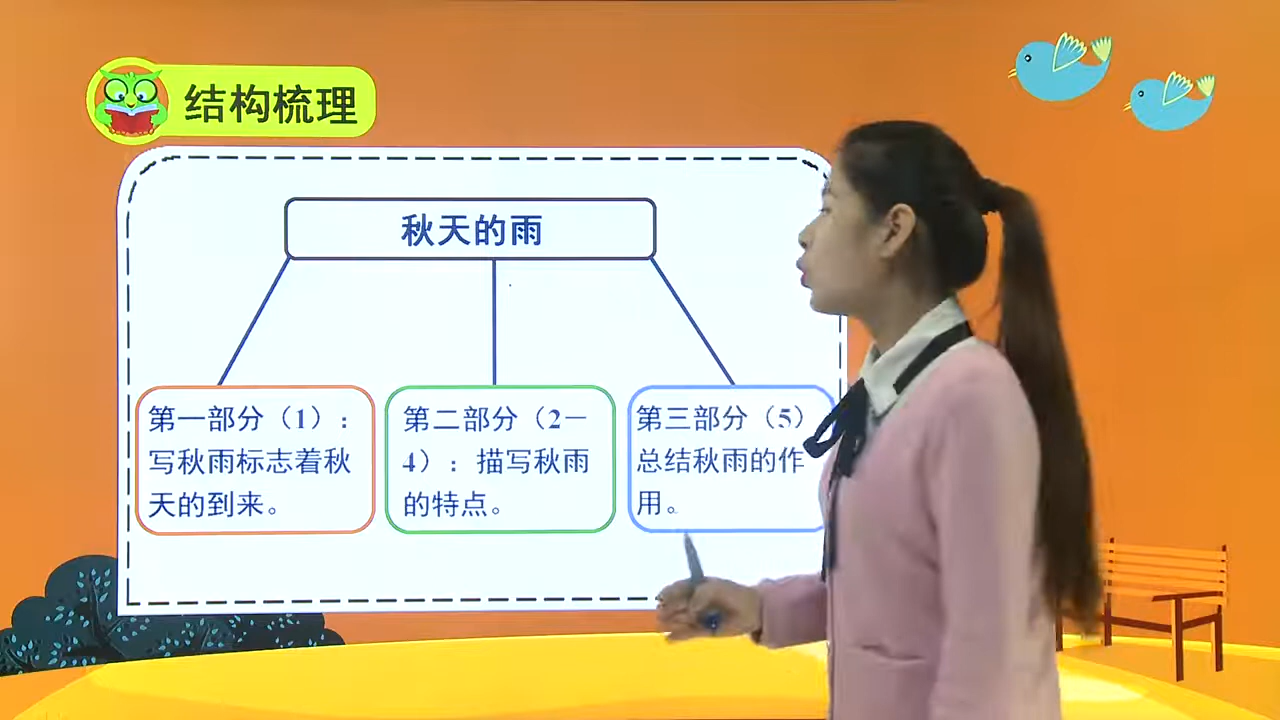 结构梳理
秋天的雨
第一部分（1）：
写秋雨标志着秋
天的到来。
第二部分（2－
4）：描写秋雨
的特点。
第三部分（5）
总结秋雨的作
用。